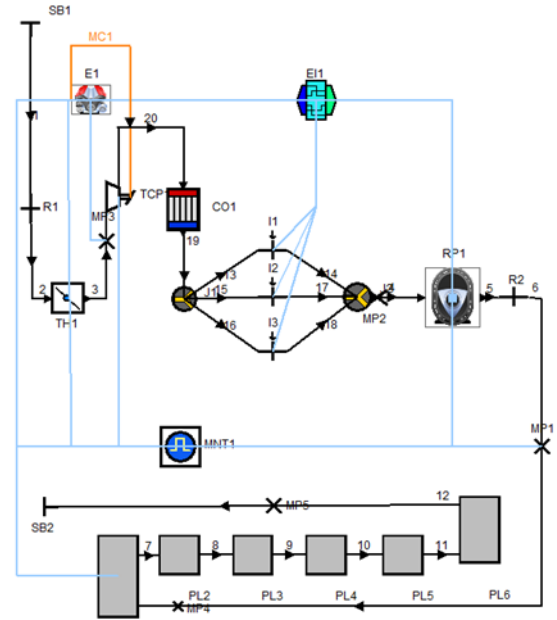 SB1
MC1
E1
EI1
1
20
R1
MP3
TCP
CO1
I1
RP1
19
I2
13
14
R2
2
3
J1
15
17
5
6
TH1
I3
16
18
MP2
MNT1
MP1
12
SB2
MP5
7
8
9
10
11
PL2
PL3
PL4
PL5
PL6
MP4